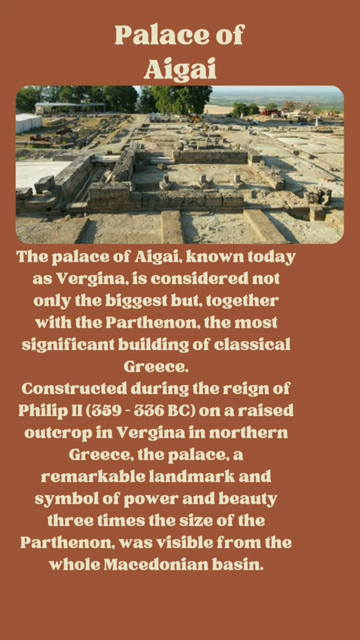 Palace of
Aigai
The palace of Aigai, known today
as Vergina, is considered not
only the biggest but, together
with the Parthenon, the most
significant building of classical
Greece.
Constructed during the reign of
Philip II (359 - 336 BC) on a raised
outcrop in Vergina in northern
Greece, the palace, a
remarkable landmark and
symbol of power and beauty
three times the size of the
Parthenon, was visible from the
whole Macedonian basin.